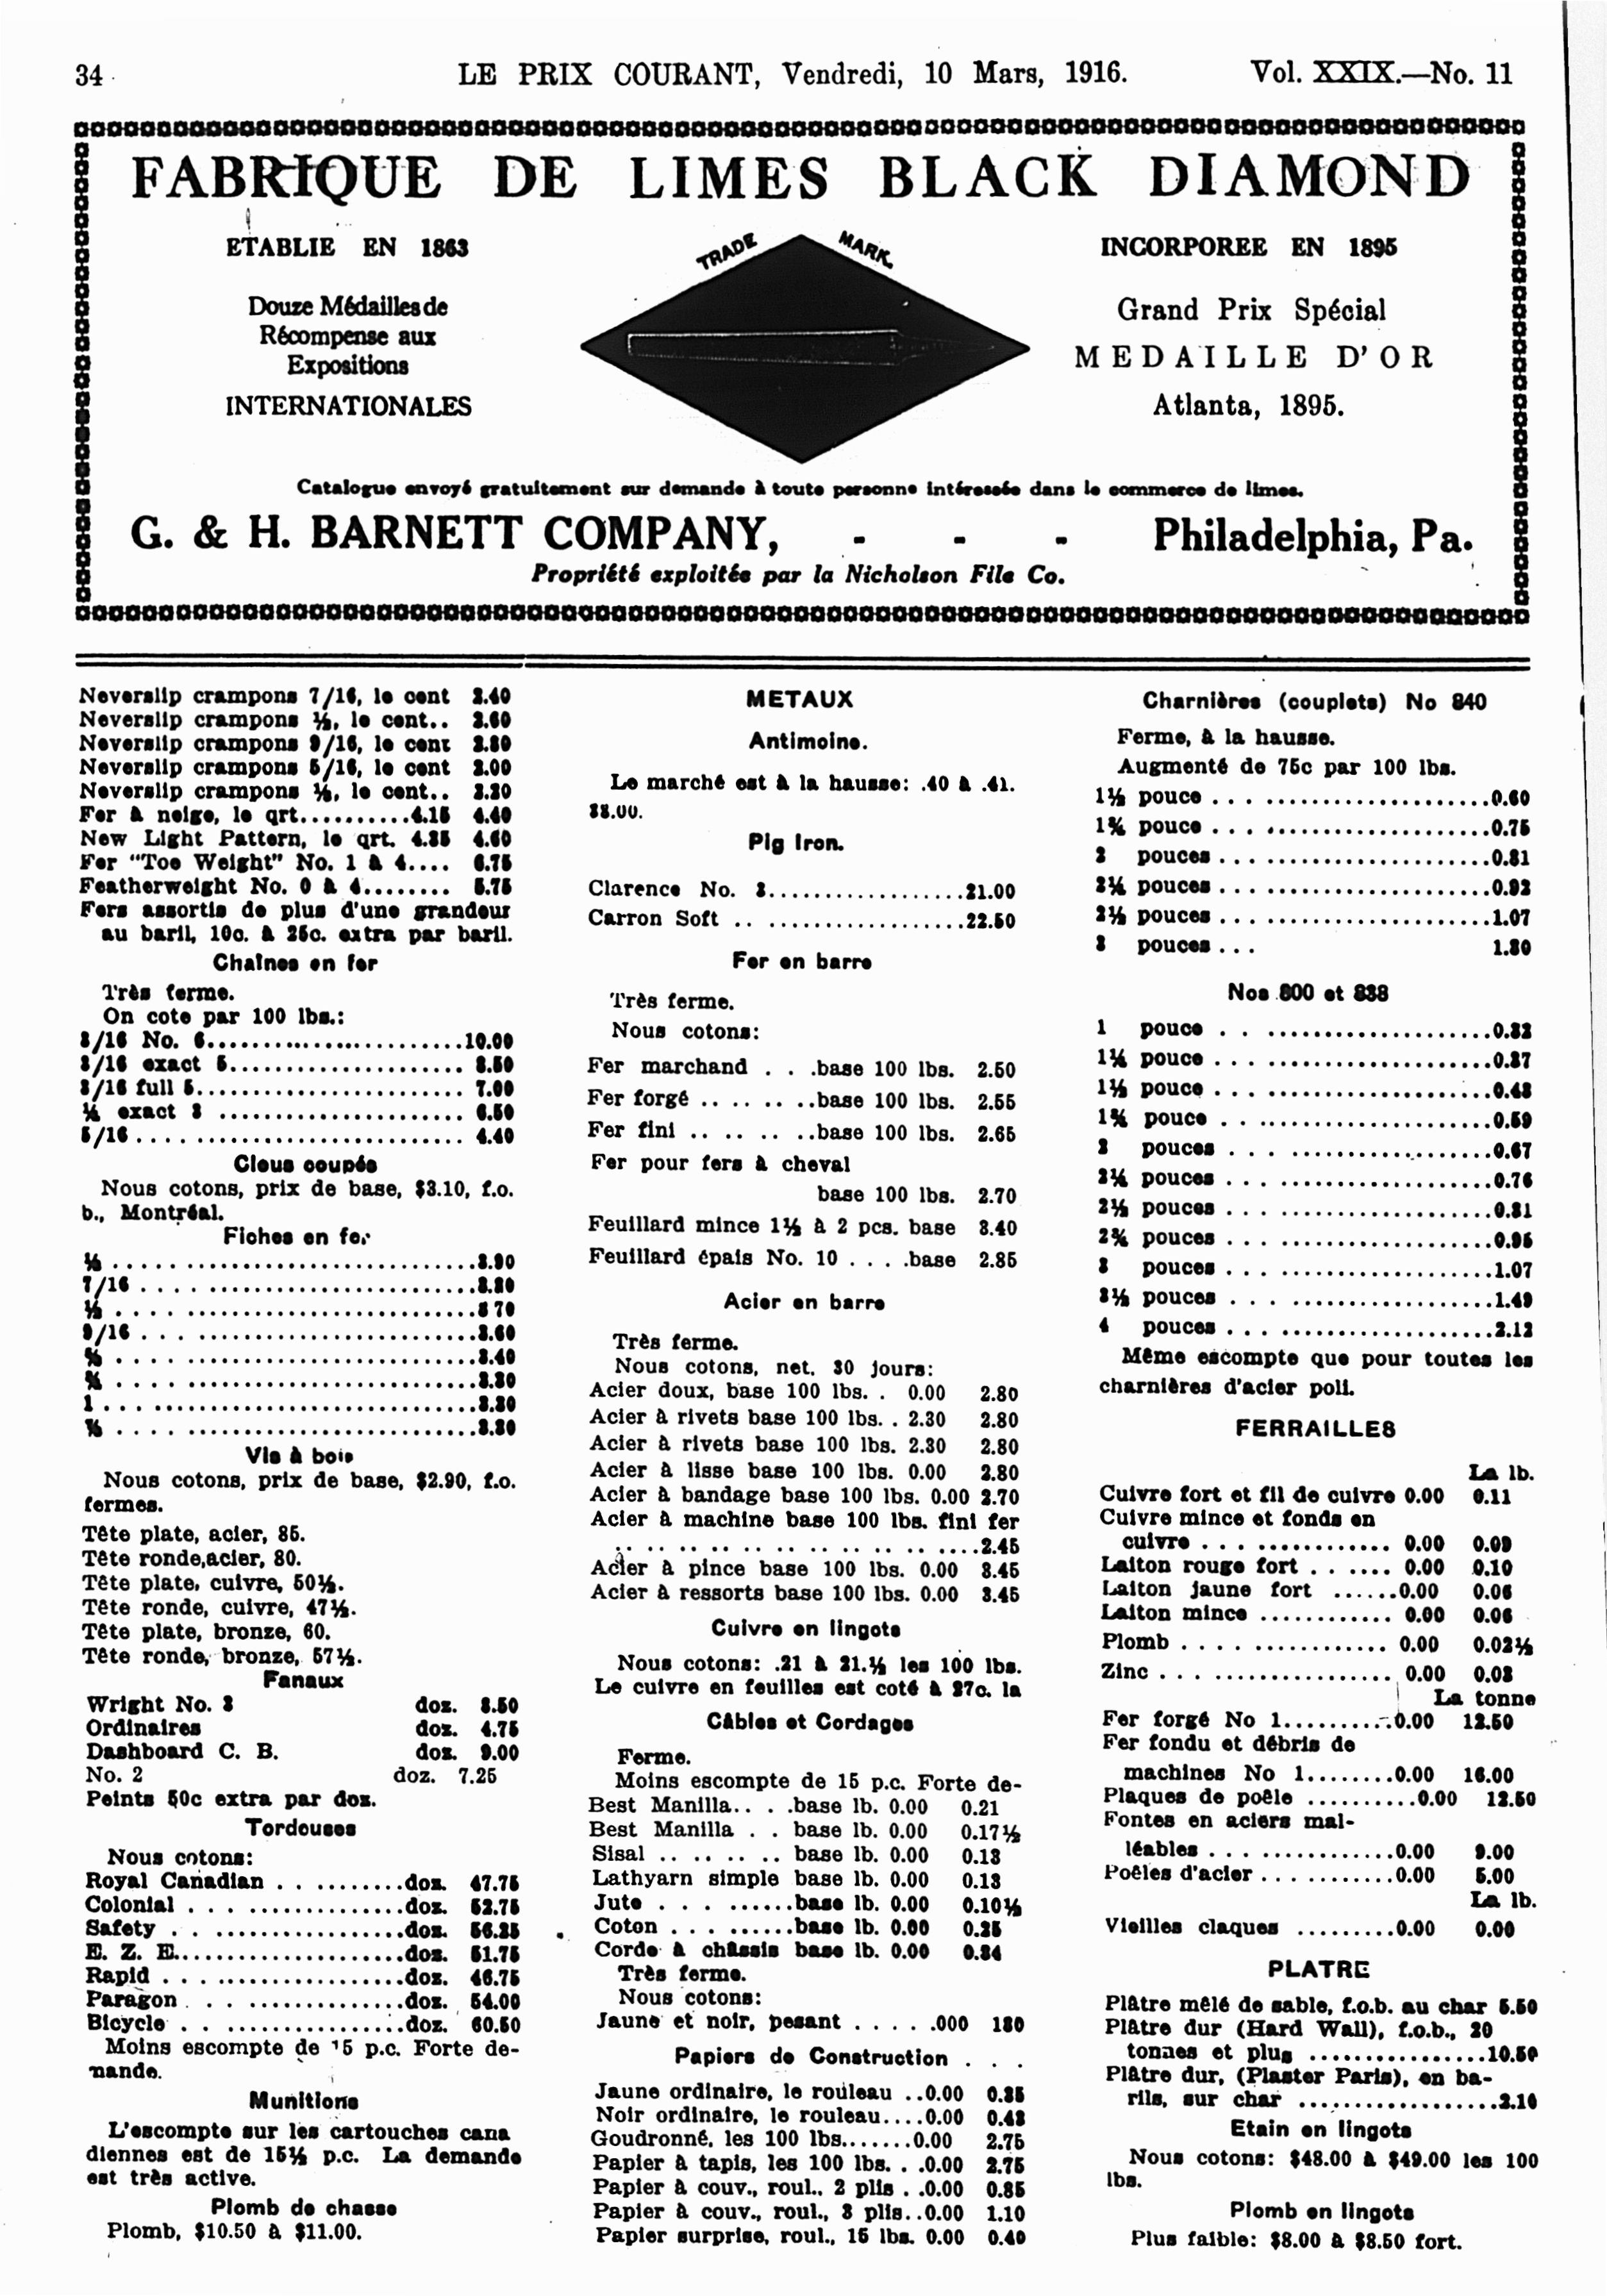 34
LE PRIX COURANT, Vendredi, 10 Mars, 1916.
Vol. XXIX.—No. 11
FABRIQUE DE LIMES BLACK DIAMOND
ETABLIE EN 1863
Douze Médailles de
Récompense aux
Expositions
INTERNATIONALES
TRADE MARK.
INCORPOREE EN 1895
Grand Prix Spécial
MEDAILLE D'OR
Atlanta, 1895.
Catalogue envoyé gratuitement sur demande à toute personne intéressée dans le commerce de limes.
G. & H. BARNETT COMPANY, - - - Philadelphia, Pa.
Propriété exploitée par la Nicholson File Co.
Neverslip crampons 7/16, le cent 2.40
Neverslip crampons ½, le cent.. 2.60
Neverslip crampons 9/16, le cent 2.80
Neverslip crampons 5/16, le cent 2.00
Neverslip crampons ⅜, le cent.. 2.20
Fer à neige, le qrt..........4.15 4.40
New Light Pattern, le qrt. 4.35 4.60
Fer "Toe Weight" No. 1 à 4.... 6.75
Featherweight No. 0 à 4........ 5.75
Fers assortis de plus d'une grandeur
au baril, 10c. à 25c. extra par baril.
Chaînes en fer
Très ferme.
On cote par 100 lbs.:
3/16 No. 6..........................10.00
3/16 exact 5...................... 8.50
3/16 full 5......................... 7.00
¼ exact 3 ....................... 6.50
5/16............................... 4.40
Clous coupés
Nous cotons, prix de base, $3.10, f.o.
b., Montréal.
Fiches en fer
⅜ ..................................3.90
7/16 ...............................3.80
½ ..................................3 70
9/16 ...............................3.60
⅝ ..................................3.40
¾ ..................................3.30
1...................................3.30
⅞ ..................................3.30
Vis à bois
Nous cotons, prix de base, $2.90, f.o.
fermes.
Tête plate, acier, 85.
Tête ronde,acier, 80.
Tête plate, cuivre, 50½.
Tête ronde, cuivre, 47½.
Tête plate, bronze, 60.
Tête ronde, bronze, 57½.
Fanaux
Wright No. 3 doz. 8.50
Ordinaires doz. 4.75
Dashboard C. B. doz. 9.00
No. 2 doz. 7.25
Peints 50c extra par doz.
Tordeuses
Nous cotons:
Royal Canadian . . ........doz. 47.75
Colonial . . . ...............doz. 52.75
Safety . . ..................doz. 56.25
E. Z. E.....................doz. 51.75
Rapid . . . .................doz. 46.75
Paragon . . . ..............doz. 54.00
Bicycle . . . ...............doz. 60.50
Moins escompte de 15 p.c. Forte de-
mande.
Munitions
L'escompte sur les cartouches cana
diennes est de 15½ p.c. La demande
est très active.
Plomb de chasse
Plomb, $10.50 à $11.00.
METAUX
Antimoine.
Le marché est à la hausse: .40 à .41.
38.00.
Pig Iron.
Clarence No. 3..................21.00
Carron Soft .. ..................22.50
Fer en barre
Très ferme.
Nous cotons:
Fer marchand . . .base 100 lbs. 2.50
Fer forgé .. .. .. ..base 100 lbs. 2.55
Fer fini .. .. .. ..base 100 lbs. 2.65
Fer pour fers à cheval
base 100 lbs. 2.70
Feuillard mince 1½ à 2 pcs. base 3.40
Feuillard épais No. 10 . . . .base 2.85
Acier en barre
Très ferme.
Nous cotons, net, 30 jours:
Acier doux, base 100 lbs. . 0.00 2.80
Acier à rivets base 100 lbs. . 2.30 2.80
Acier à rivets base 100 lbs. 2.30 2.80
Acier à lisse base 100 lbs. 0.00 2.80
Acier à bandage base 100 lbs. 0.00 2.70
Acier à machine base 100 lbs. fini fer
.. .. .. .. .. .. .. .. .. .. .. ....2.45
Acier à pince base 100 lbs. 0.00 3.45
Acier à ressorts base 100 lbs. 0.00 3.45
Cuivre en lingots
Nous cotons: .21 à 21.½ les 100 lbs.
Le cuivre en feuilles est coté à 27c. la
Câbles et Cordages
Ferme.
Moins escompte de 15 p.c. Forte de-
Best Manilla.. . .base lb. 0.00 0.21
Best Manilla . . base lb. 0.00 0.17½
Sisal .. .. .. .. base lb. 0.00 0.13
Lathyarn simple base lb. 0.00 0.13
Jute . . . .......base lb. 0.00 0.10½
Coton . . . .......base lb. 0.00 0.25
Corde à châssis base lb. 0.00 0.34
Très ferme.
Nous cotons:
Jaune et noir, pesant . . . . .000 180
Papiers de Construction . . .
Jaune ordinaire, le rouleau ..0.00 0.35
Noir ordinaire, le rouleau....0.00 0.43
Goudronné, les 100 lbs.......0.00 2.75
Papier à tapis, les 100 lbs. . .0.00 2.75
Papier à couv., roul., 2 plis . .0.00 0.85
Papier à couv., roul., 3 plis..0.00 1.10
Papier surprise, roul., 15 lbs. 0.00 0.40
Charnières (couplets) No 840
Ferme, à la hausse.
Augmenté de 75c par 100 lbs.
1½ pouce . . . .......................0.60
1¾ pouce . . . .......................0.75
2 pouces . . . .......................0.81
2¼ pouces . . . ......................0.92
2½ pouces . . . ......................1.07
3 pouces . . . 1.30
Nos 800 et 838
1 pouce . . .......................0.32
1¼ pouce . . . .......................0.37
1½ pouce . . . .......................0.43
1¾ pouce . . .......................0.59
2 pouces . . . .......................0.67
2¼ pouces . . . ......................0.76
2½ pouces . . . ......................0.81
2¾ pouces . . . ......................0.95
3 pouces . . . ......................1.07
3½ pouces . . . .....................1.49
4 pouces . . . ......................2.12
Même escompte que pour toutes les
charnières d'acier poli.
FERRAILLES
La lb.
Cuivre fort et fil de cuivre 0.00 0.11
Cuivre mince et fonds en
cuivre . . . ............. 0.00 0.09
Laiton rouge fort . . ..... 0.00 0.10
Laiton jaune fort ......0.00 0.06
Laiton mince ............ 0.00 0.06
Plomb . . . .............. 0.00 0.02½
Zinc . . . .................. 0.00 0.03
La tonne
Fer forgé No 1..........0.00 12.50
Fer fondu et débris de
machines No 1........0.00 16.00
Plaques de poêle ..........0.00 12.50
Fontes en aciers mal-
léables . . . ..............0.00 9.00
Poêles d'acier . . ..........0.00 5.00
La lb.
Vieilles claques .........0.00 0.00
PLATRE
Plâtre mêlé de sable, f.o.b. au char 5.50
Plâtre dur (Hard Wall), f.o.b., 20
tonnes et plus ................10.50
Plâtre dur, (Plaster Paris), en ba-
rils, sur char ..................2.10
Etain en lingots
Nous cotons: $48.00 à $49.00 les 100
lbs.
Plomb en lingots
Plus faible: $8.00 à $8.50 fort.